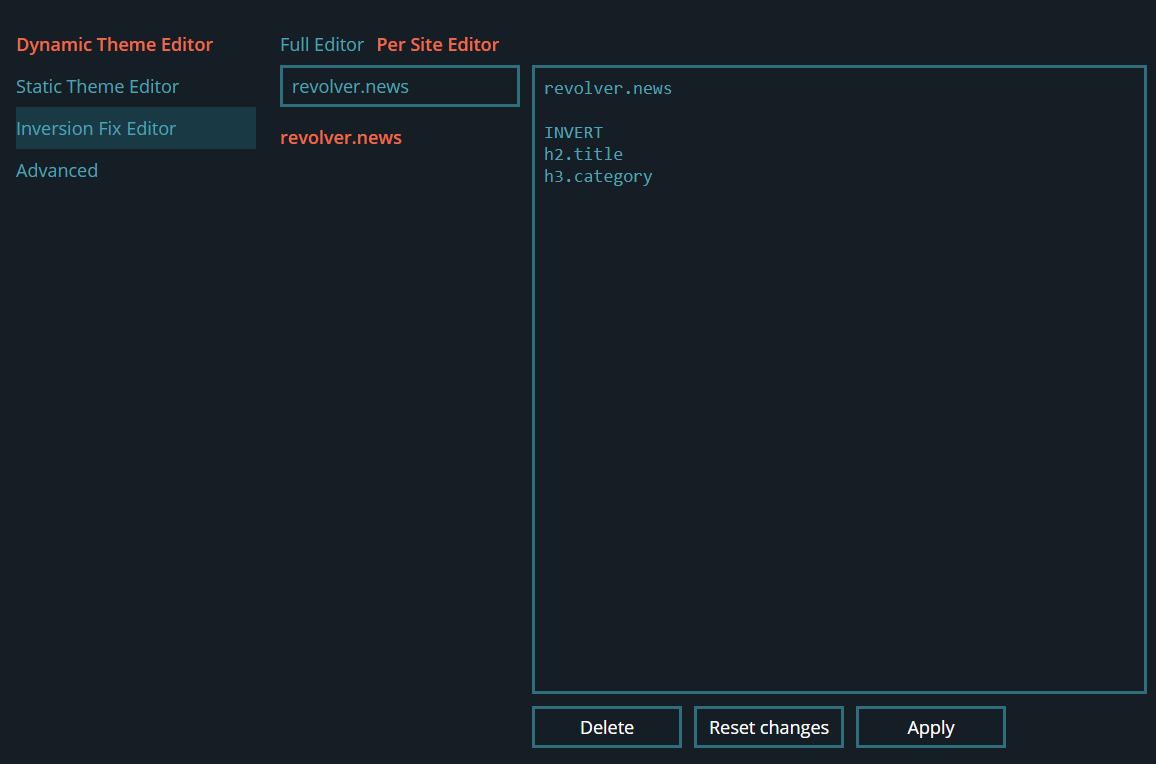 Dynamic Theme Editor
Static Theme Editor
Inversion Fix Editor
Advanced
Full Editor Per Site Editor
revolver.news
revolver.news
revolver.news
INVERT
h2.title
h3.category
Delete Reset changes Apply